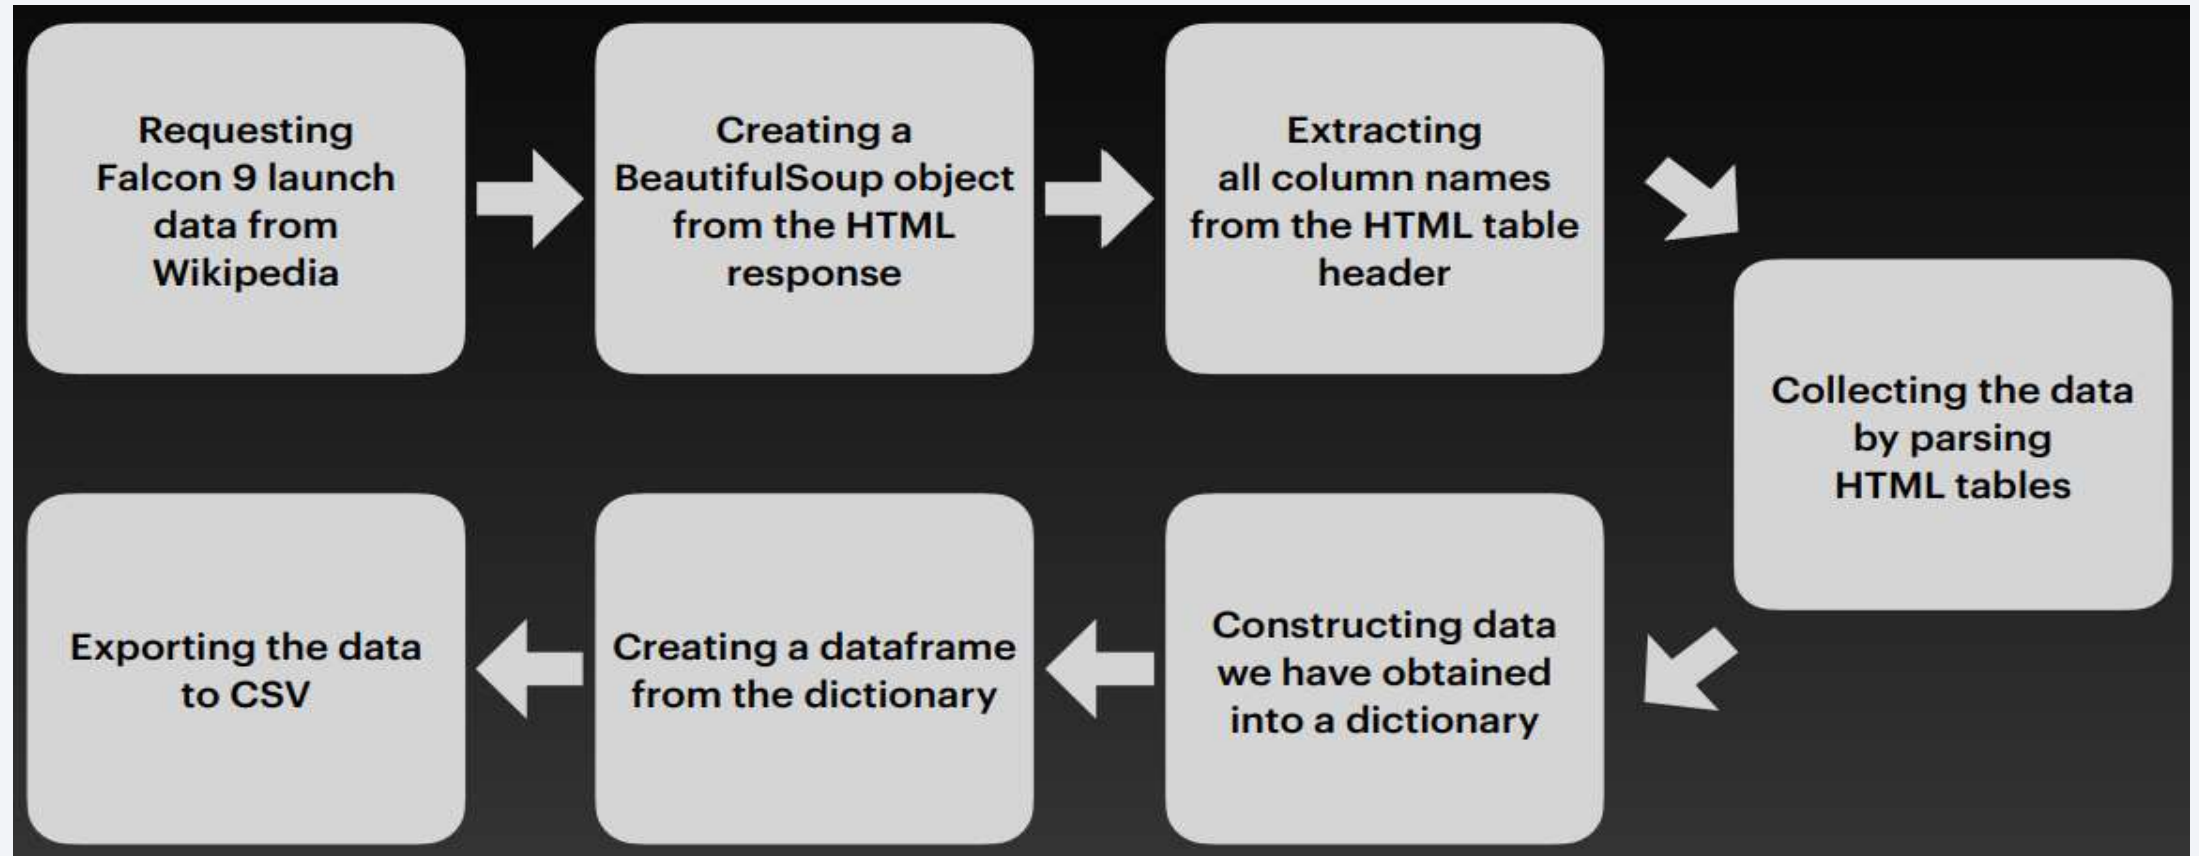 Requesting
Falcon 9 launch
data from
Wikipedia
Creating a
BeautifulSoup object
from the HTML
response
Extracting
all column names
from the HTML table
header
Collecting the data
by parsing
HTML tables
Constructing data
we have obtained
into a dictionary
Creating a dataframe
from the dictionary
Exporting the data
to CSV